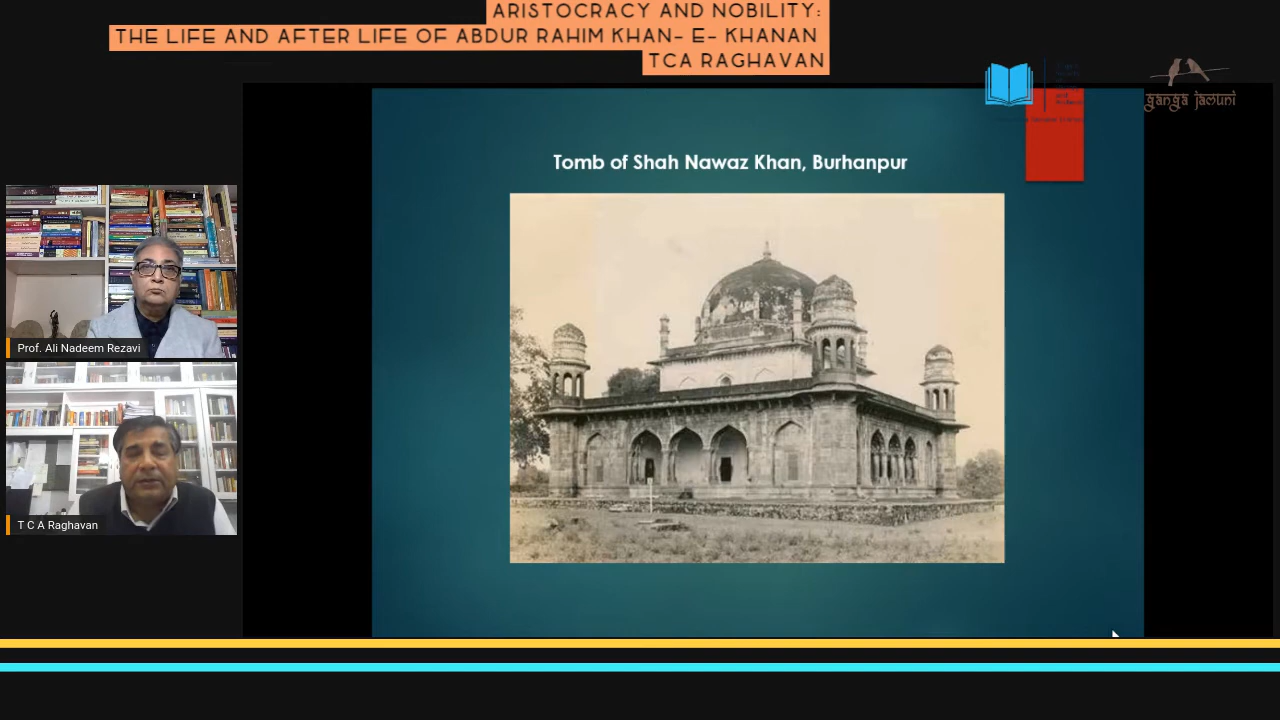 ARISTOCRACY AND NOBILITY:
THE LIFE AND AFTER LIFE OF ABDUR RAHIM KHAN- E- KHANAN
TCA RAGHAVAN
ganga jamuni
Tomb of Shah Nawaz Khan, Burhanpur
Prof. Ali Nadeem Rezavi
T C A Raghavan